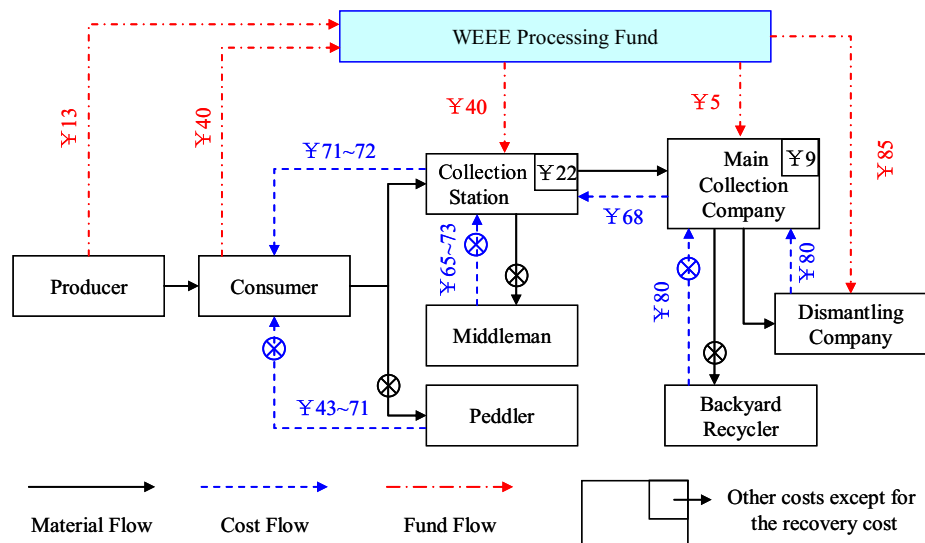 WEEE Processing Fund
￥13
￥40
￥40
￥5
￥85
￥71~72
Collection
Station
￥22
Main
Collection
Company
￥9
￥68
￥65~73
￥80
￥80
Producer
Consumer
Middleman
Dismantling
Company
￥43~71
Peddler
Backyard
Recycler
Material Flow
Cost Flow
Fund Flow
Other costs except for
the recovery cost